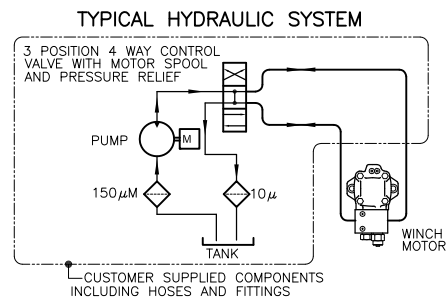 TYPICAL HYDRAULIC SYSTEM
3 POSITION 4 WAY CONTROL
VALVE WITH MOTOR SPOOL
AND PRESSURE RELIEF
PUMP
M
150μM
10μ
TANK
WINCH
MOTOR
CUSTOMER SUPPLIED COMPONENTS
INCLUDING HOSES AND FITTINGS